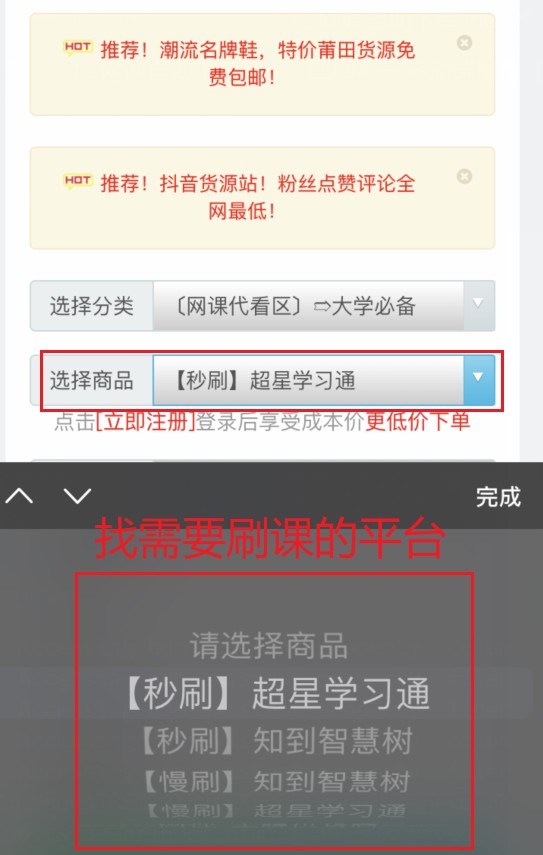 HOT 推荐！潮流名牌鞋，特价莆田货源免
费包邮！
HOT 推荐！抖音货源站！粉丝点赞评论全
网最低！
选择分类 〔网课代看区〕⇨大学必备
选择商品 【秒刷】超星学习通
点击[立即注册]登录后享受成本价更低价下单
完成
找需要刷课的平台
请选择商品
【秒刷】超星学习通
【秒刷】知到智慧树
【慢刷】知到智慧树
【慢刷】超星学习通